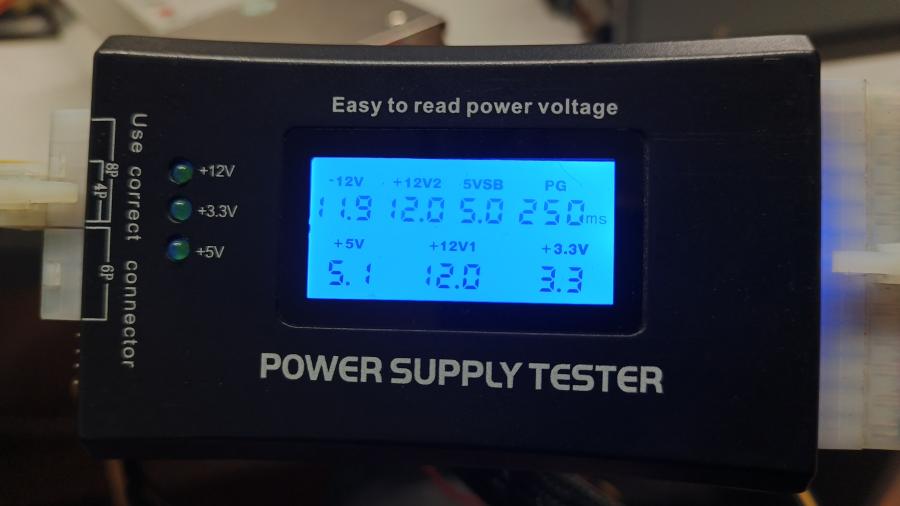 Easy to read power voltage
Use correct connector
8P
4P
6P
+12V
+3.3V
+5V
-12V +12V2 5VSB PG
11.9 12.0 5.0 250ms
+5V +12V1 +3.3V
5.1 12.0 3.3
POWER SUPPLY TESTER